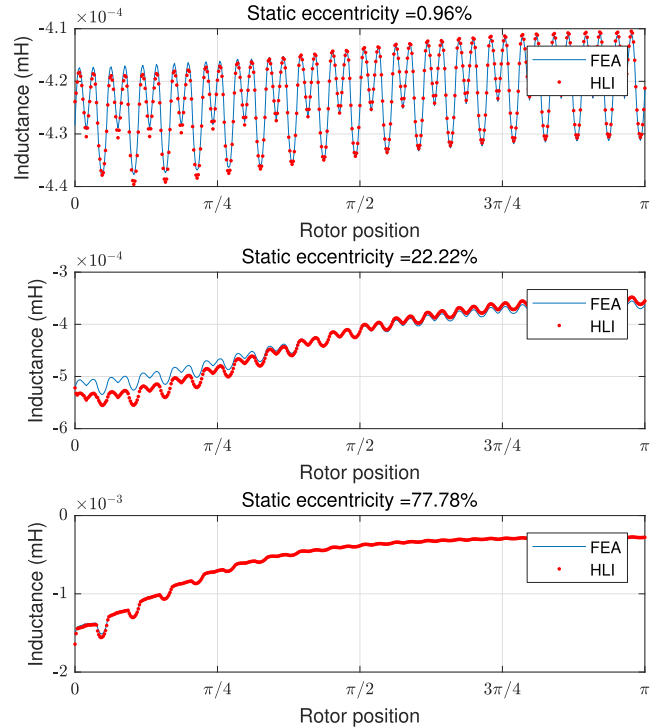 ×10⁻⁴
Static eccentricity =0.96%
-4.1
-4.2
-4.3
-4.4
Inductance (mH)
FEA
HLI
0
π/4
π/2
3π/4
π
Rotor position
×10⁻⁴
Static eccentricity =22.22%
-3
-4
-5
-6
Inductance (mH)
FEA
HLI
0
π/4
π/2
3π/4
π
Rotor position
×10⁻³
Static eccentricity =77.78%
0
-1
-2
Inductance (mH)
FEA
HLI
0
π/4
π/2
3π/4
π
Rotor position